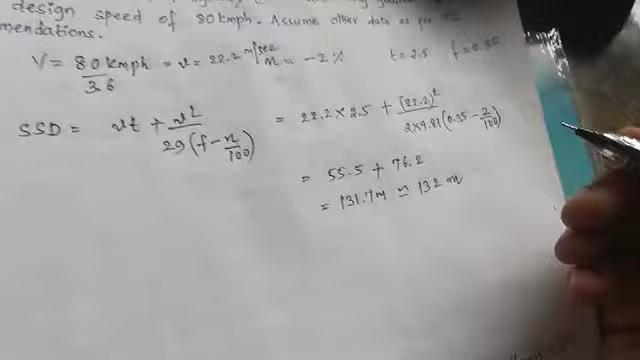 design speed of 80 kmph. Assume other data as per
mendations.
V = 80 kmph / 3.6 = v = 22.2 m/sec n = -2% t = 2.5 f = 0.35
SSD = vt + v² / 2g(f - n/100) = 22.2 × 2.5 + (22.2)² / 2×9.81(0.35 - 2/100)
= 55.5 + 76.2
= 131.7m ≃ 132 m